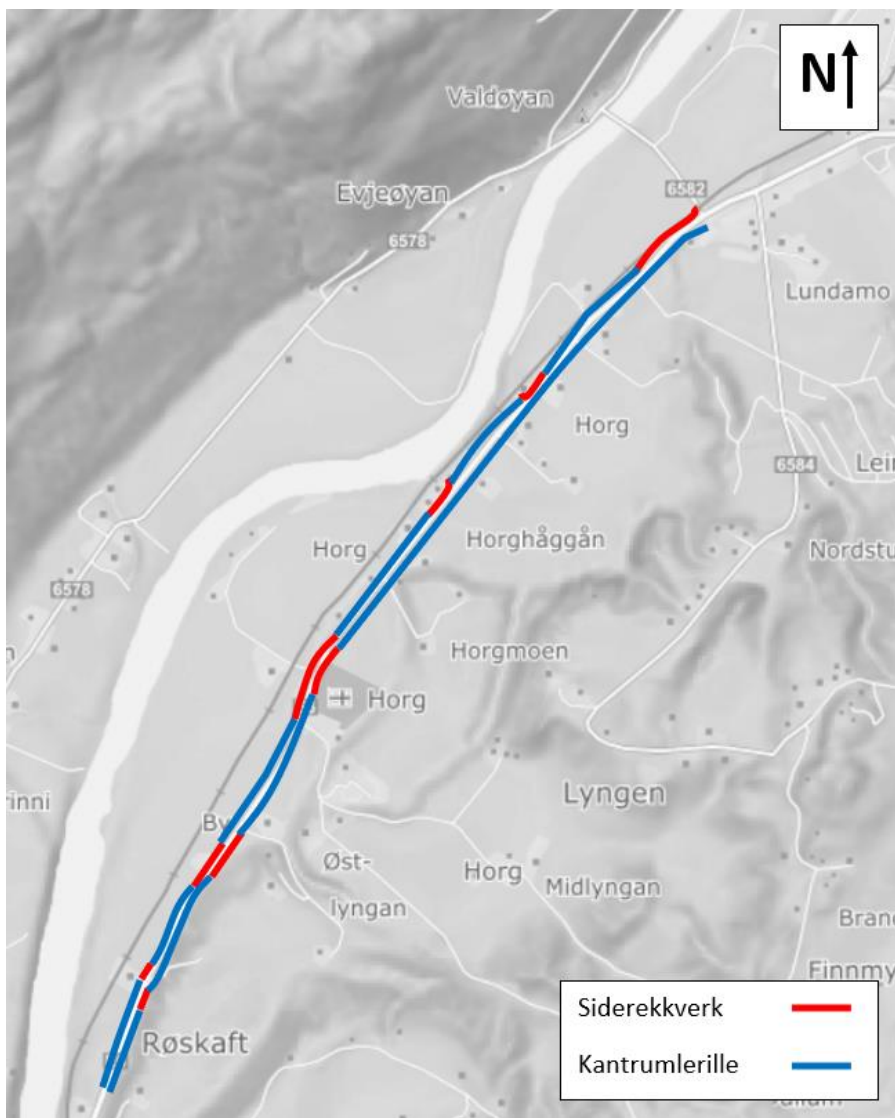 N
Valdøyan
Evjeøyan
6582
6578
Lundamo
Horg
6584
Lei
Horg
Horghåggån
Nordstu
6578
Horgmoen
Horg
Lyngen
rinni
By
Øst-
lyngan
Horg
Midlyngan
Bran
Finnmy
Røskaft
Siderekkverk
Kantrumlerille